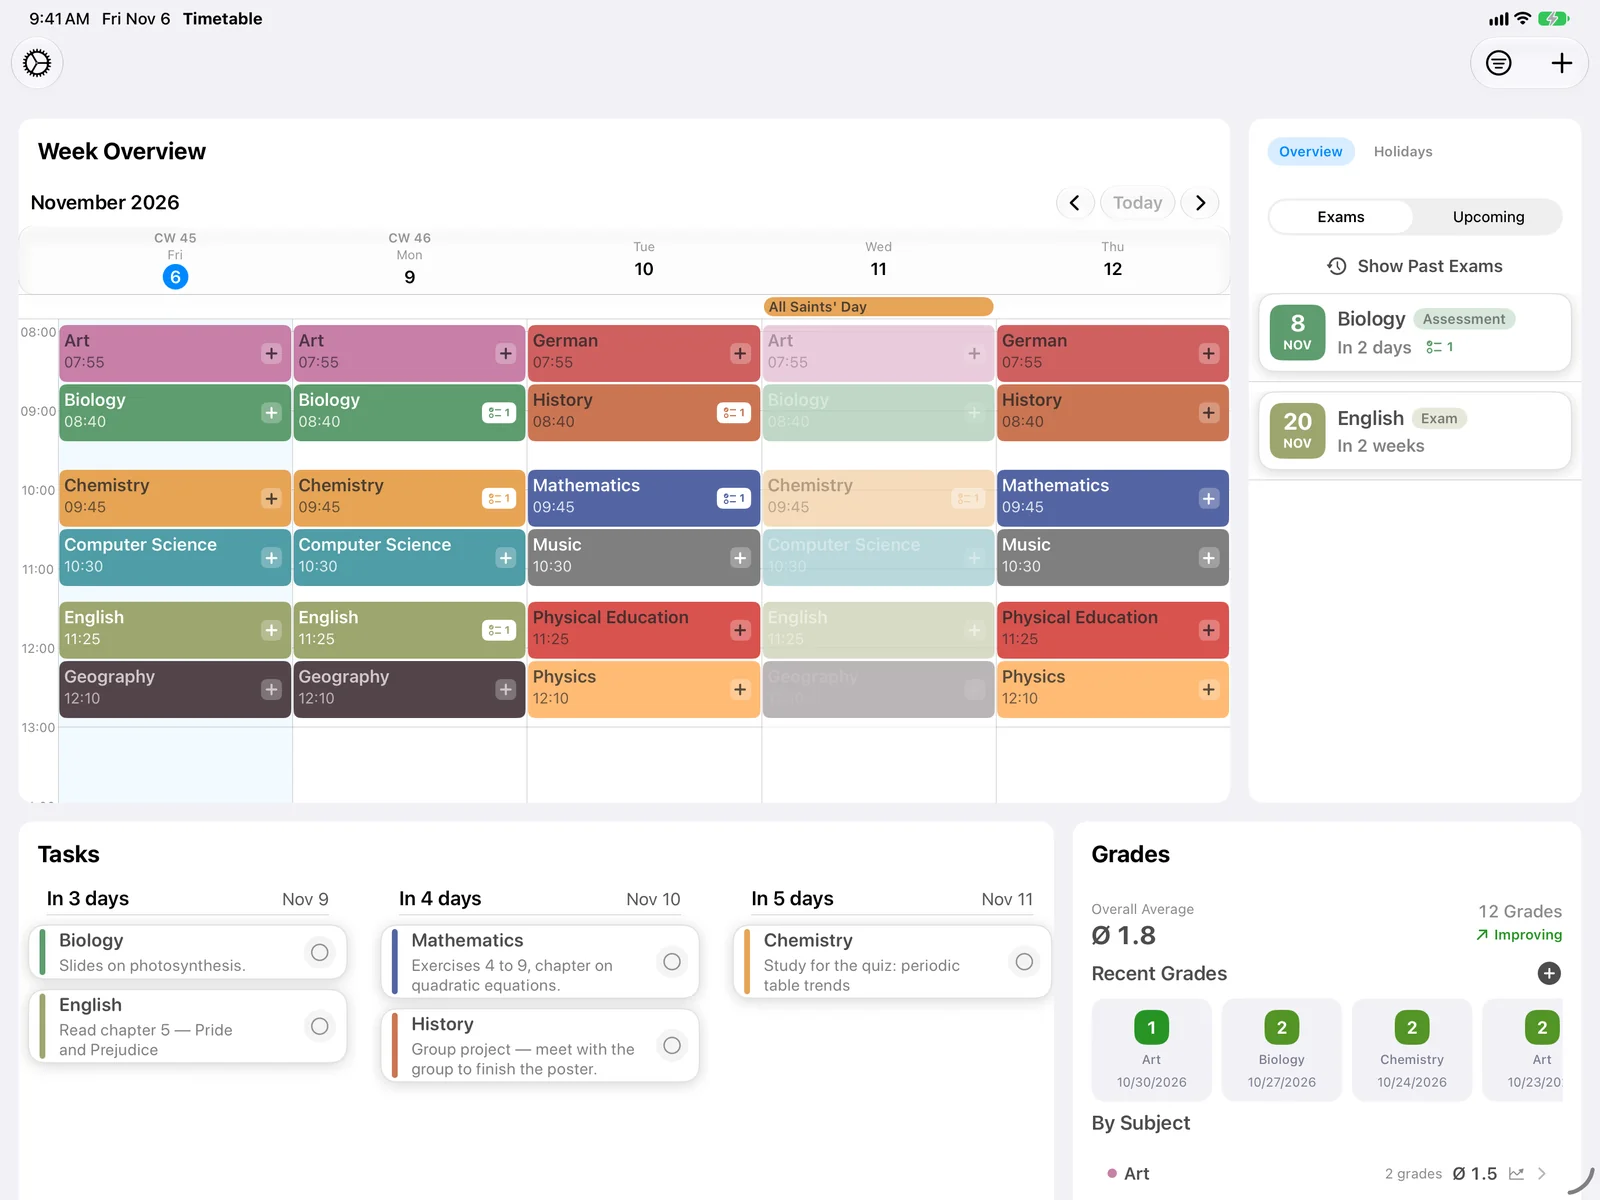 9:41 AM Fri Nov 6 Timetable
Week Overview
November 2026
Today
CW 45
Fri
6
CW 46
Mon
9
Tue
10
Wed
11
Thu
12
All Saints' Day
08:00
09:00
10:00
11:00
12:00
13:00
Art
07:55
Biology
08:40
Chemistry
09:45
Computer Science
10:30
English
11:25
Geography
12:10
Art
07:55
Biology
08:40
1
Chemistry
09:45
1
Computer Science
10:30
English
11:25
1
Geography
12:10
German
07:55
History
08:40
1
Mathematics
09:45
1
Music
10:30
Physical Education
11:25
Physics
12:10
Art
07:55
Biology
08:40
Chemistry
09:45
1
Computer Science
10:30
English
11:25
Geography
German
07:55
History
08:40
Mathematics
09:45
Music
10:30
Physical Education
11:25
Physics
12:10
Overview Holidays
Exams Upcoming
Show Past Exams
8
NOV
Biology Assessment
In 2 days 1
20
NOV
English Exam
In 2 weeks
Tasks
In 3 days Nov 9
Biology
Slides on photosynthesis.
English
Read chapter 5 — Pride
and Prejudice
In 4 days Nov 10
Mathematics
Exercises 4 to 9, chapter on
quadratic equations.
History
Group project — meet with the
group to finish the poster.
In 5 days Nov 11
Chemistry
Study for the quiz: periodic
table trends
Grades
Overall Average
Ø 1.8
12 Grades
Improving
Recent Grades
1
Art
10/30/2026
2
Biology
10/27/2026
2
Chemistry
10/24/2026
2
Art
10/23/20
By Subject
Art 2 grades Ø 1.5